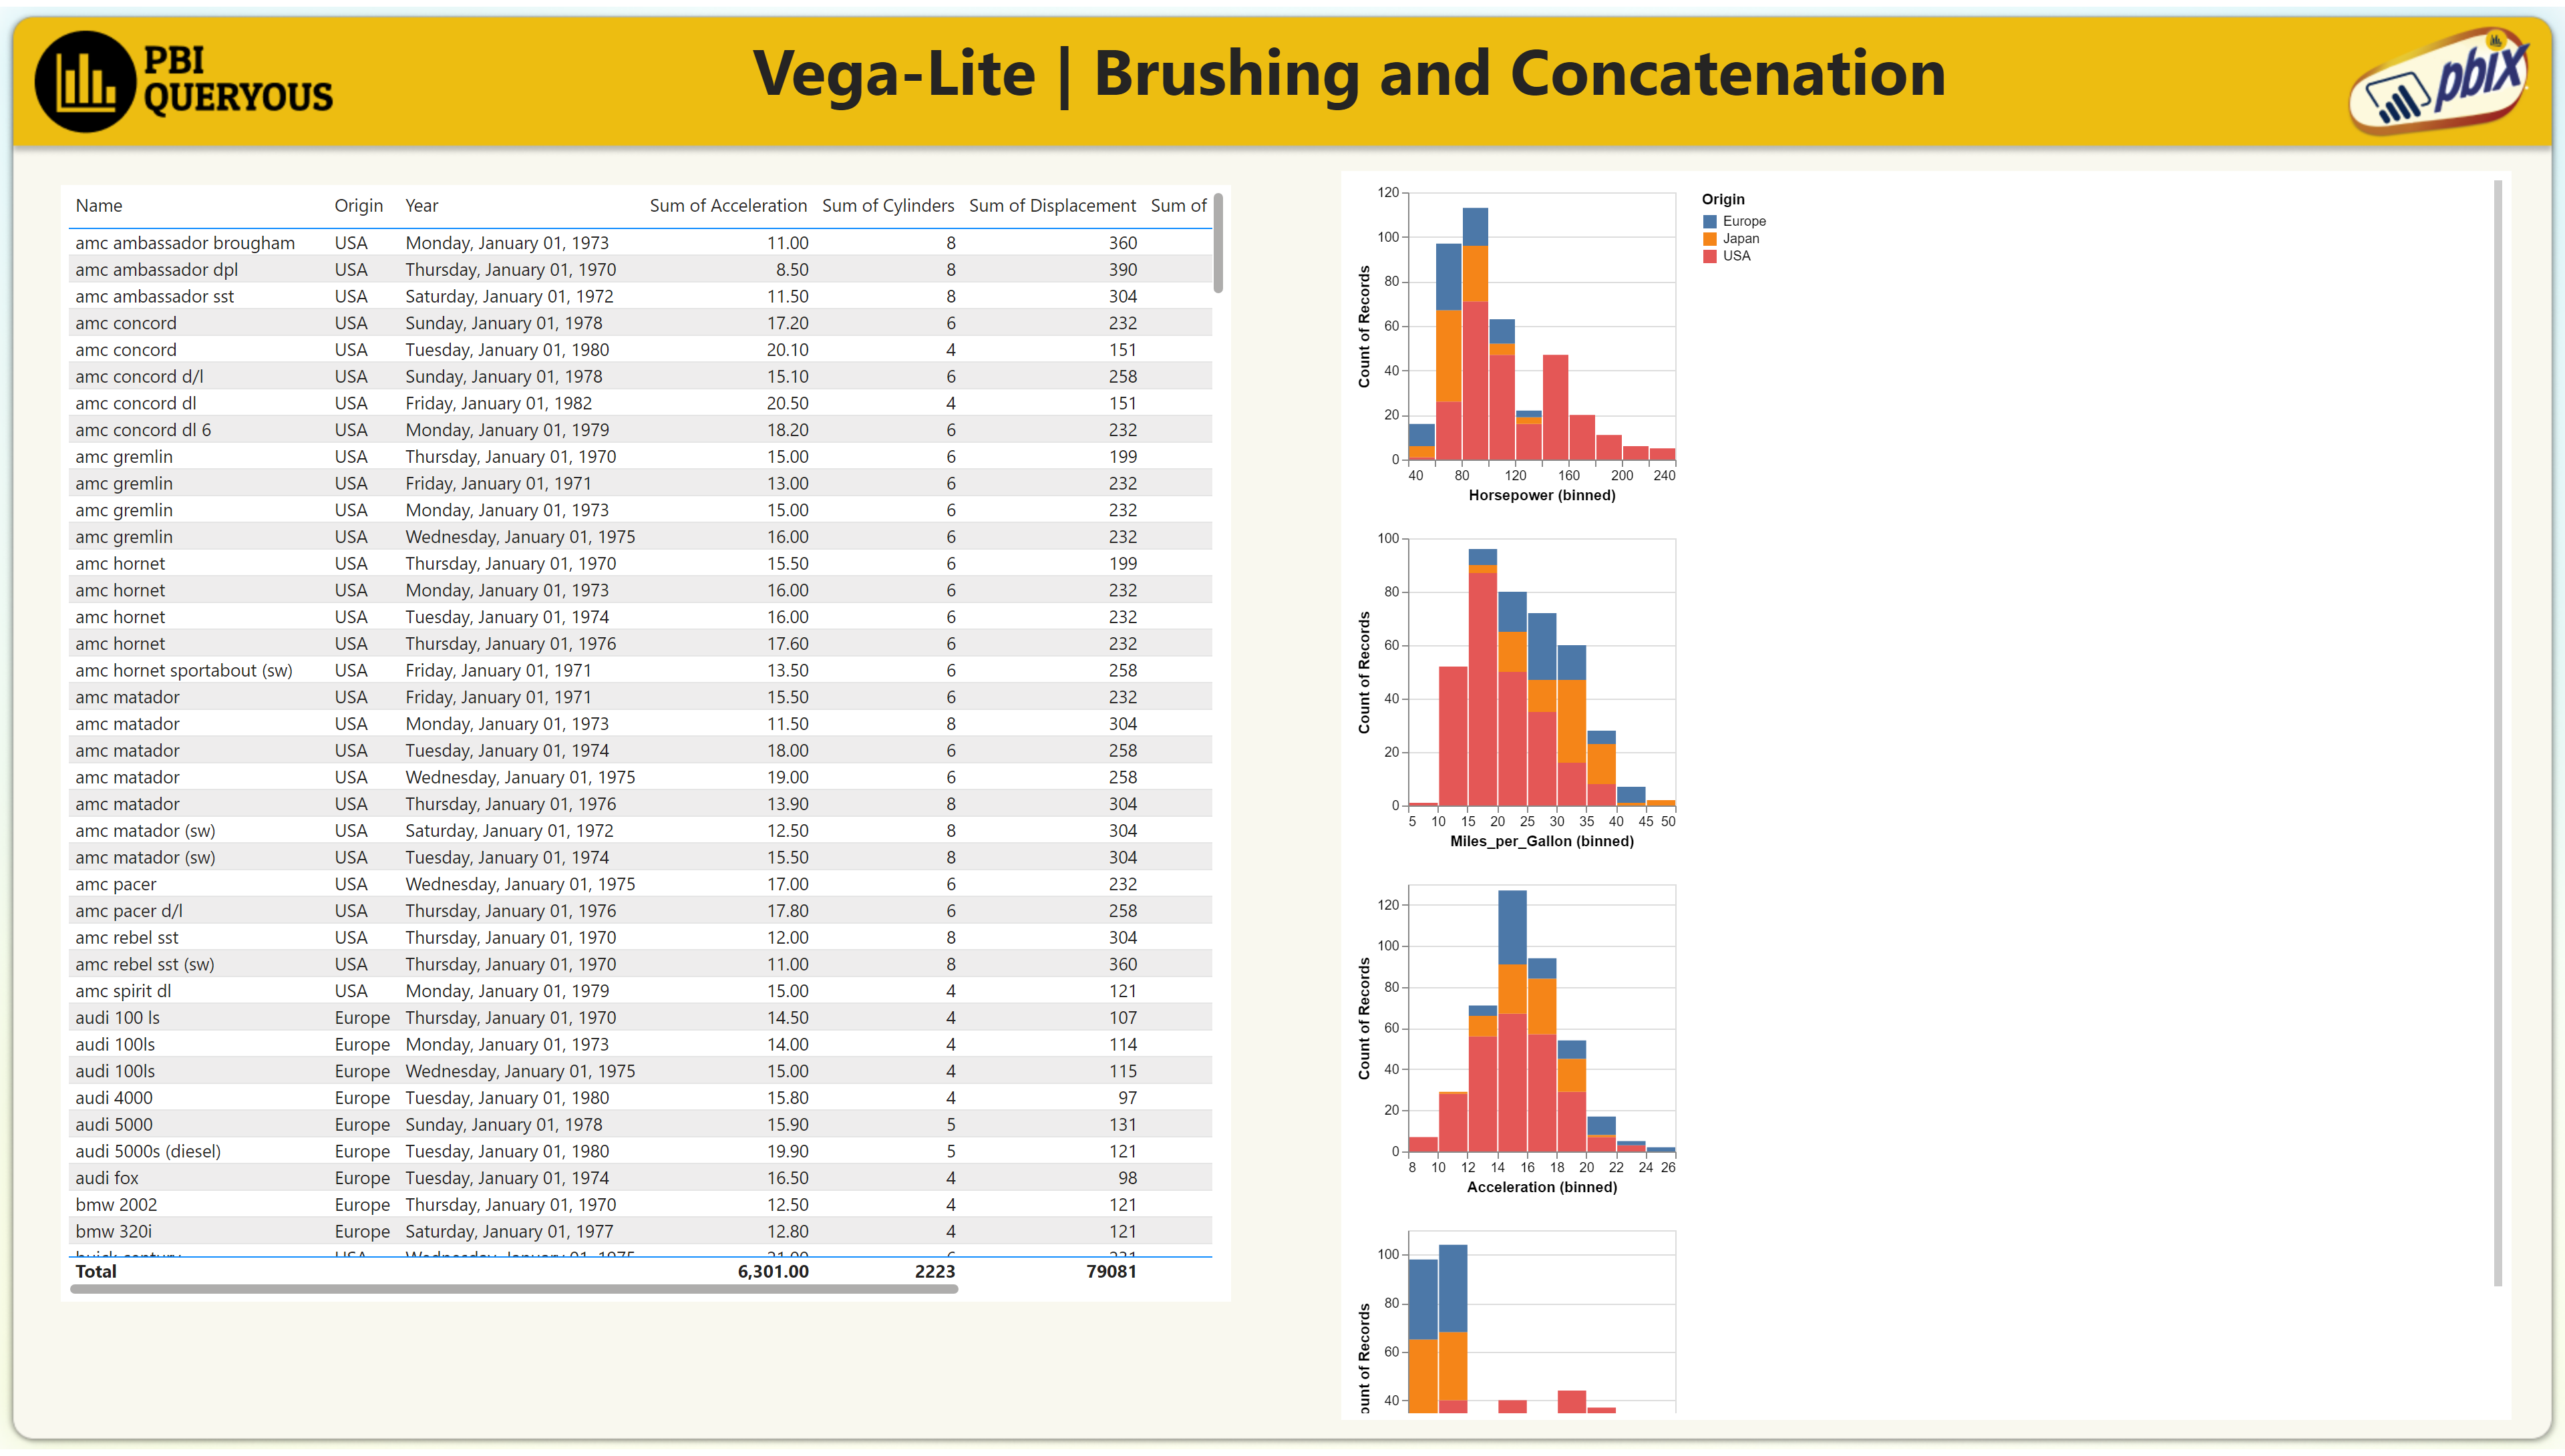 PBI
QUERYOUS
Vega-Lite | Brushing and Concatenation
pbix
Name Origin Year Sum of Acceleration Sum of Cylinders Sum of Displacement Sum of
amc ambassador brougham USA Monday, January 01, 1973 11.00 8 360
amc ambassador dpl USA Thursday, January 01, 1970 8.50 8 390
amc ambassador sst USA Saturday, January 01, 1972 11.50 8 304
amc concord USA Sunday, January 01, 1978 17.20 6 232
amc concord USA Tuesday, January 01, 1980 20.10 4 151
amc concord d/l USA Sunday, January 01, 1978 15.10 6 258
amc concord dl USA Friday, January 01, 1982 20.50 4 151
amc concord dl 6 USA Monday, January 01, 1979 18.20 6 232
amc gremlin USA Thursday, January 01, 1970 15.00 6 199
amc gremlin USA Friday, January 01, 1971 13.00 6 232
amc gremlin USA Monday, January 01, 1973 15.00 6 232
amc gremlin USA Wednesday, January 01, 1975 16.00 6 232
amc hornet USA Thursday, January 01, 1970 15.50 6 199
amc hornet USA Monday, January 01, 1973 16.00 6 232
amc hornet USA Tuesday, January 01, 1974 16.00 6 232
amc hornet USA Thursday, January 01, 1976 17.60 6 232
amc hornet sportabout (sw) USA Friday, January 01, 1971 13.50 6 258
amc matador USA Friday, January 01, 1971 15.50 6 232
amc matador USA Monday, January 01, 1973 11.50 8 304
amc matador USA Tuesday, January 01, 1974 18.00 6 258
amc matador USA Wednesday, January 01, 1975 19.00 6 258
amc matador USA Thursday, January 01, 1976 13.90 8 304
amc matador (sw) USA Saturday, January 01, 1972 12.50 8 304
amc matador (sw) USA Tuesday, January 01, 1974 15.50 8 304
amc pacer USA Wednesday, January 01, 1975 17.00 6 232
amc pacer d/l USA Thursday, January 01, 1976 17.80 6 258
amc rebel sst USA Thursday, January 01, 1970 12.00 8 304
amc rebel sst (sw) USA Thursday, January 01, 1970 11.00 8 360
amc spirit dl USA Monday, January 01, 1979 15.00 4 121
audi 100 ls Europe Thursday, January 01, 1970 14.50 4 107
audi 100ls Europe Monday, January 01, 1973 14.00 4 114
audi 100ls Europe Wednesday, January 01, 1975 15.00 4 115
audi 4000 Europe Tuesday, January 01, 1980 15.80 4 97
audi 5000 Europe Sunday, January 01, 1978 15.90 5 131
audi 5000s (diesel) Europe Tuesday, January 01, 1980 19.90 5 121
audi fox Europe Tuesday, January 01, 1974 16.50 4 98
bmw 2002 Europe Thursday, January 01, 1970 12.50 4 121
bmw 320i Europe Saturday, January 01, 1977 12.80 4 121
Total 6,301.00 2223 79081
Origin
Europe
Japan
USA
120
100
80
60
40
20
0
Count of Records
40 80 120 160 200 240
Horsepower (binned)
100
80
60
40
20
0
Count of Records
5 10 15 20 25 30 35 40 45 50
Miles_per_Gallon (binned)
120
100
80
60
40
20
0
Count of Records
8 10 12 14 16 18 20 22 24 26
Acceleration (binned)
100
80
60
40
ount of Records